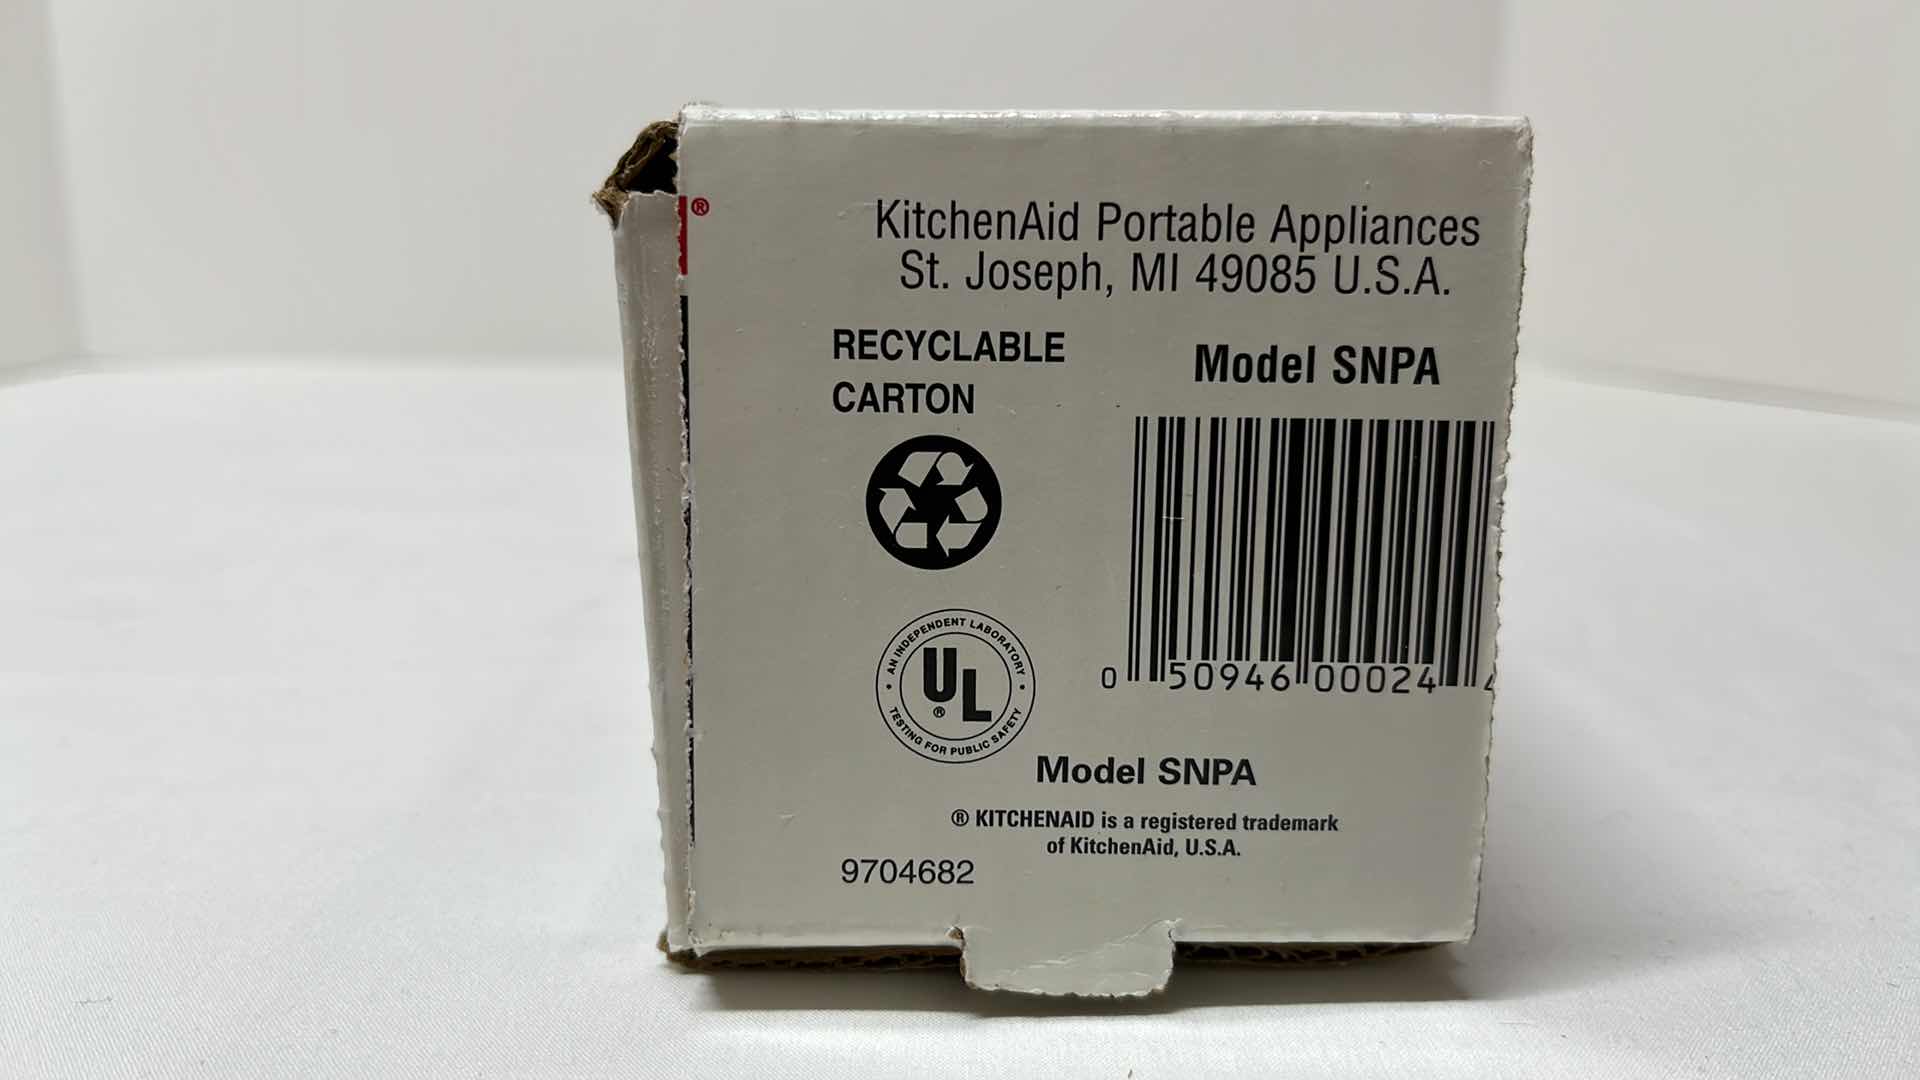 ®
KitchenAid Portable Appliances
St. Joseph, MI 49085 U.S.A.
RECYCLABLE
CARTON
Model SNPA
0 50946 00024 4
AN INDEPENDENT LABORATORY
UL
®
TESTING FOR PUBLIC SAFETY
Model SNPA
® KITCHENAID is a registered trademark
of KitchenAid, U.S.A.
9704682